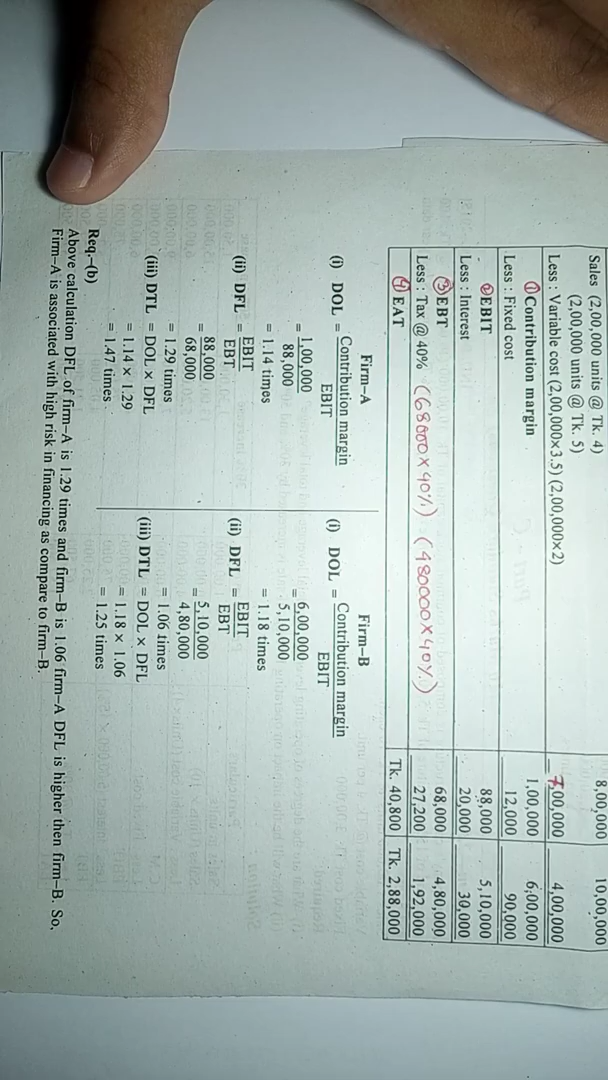 Sales (2,00,000 units @ Tk. 4) 8,00,000
(2,00,000 units @ Tk. 5) 10,00,000
Less : Variable cost (2,00,000×3.5) (2,00,000×2) 7,00,000 4,00,000
① Contribution margin 1,00,000 6,00,000
Less : Fixed cost 12,000 90,000
② EBIT 88,000 5,10,000
Less : Interest 20,000 30,000
③ EBT 68,000 4,80,000
Less : Tax @ 40% (68000×40%) (480000×40%) 27,200 1,92,000
④ EAT Tk. 40,800 Tk. 2,88,000
Firm–A
(i) DOL = Contribution margin
EBIT
= 1,00,000
88,000
= 1.14 times
(ii) DFL = EBIT
EBT
= 88,000
68,000
= 1.29 times
(iii) DTL = DOL × DFL
= 1.14 × 1.29
= 1.47 times
Firm–B
(i) DOL = Contribution margin
EBIT
= 6,00,000
5,10,000
= 1.18 times
(ii) DFL = EBIT
EBT
= 5,10,000
4,80,000
= 1.06 times
(iii) DTL = DOL × DFL
= 1.18 × 1.06
= 1.25 times
Req.–(b)
Above calculation DFL of firm–A is 1.29 times and firm–B is 1.06 firm–A DFL is higher then firm–B. So,
Firm–A is associated with high risk in financing as compare to firm–B.